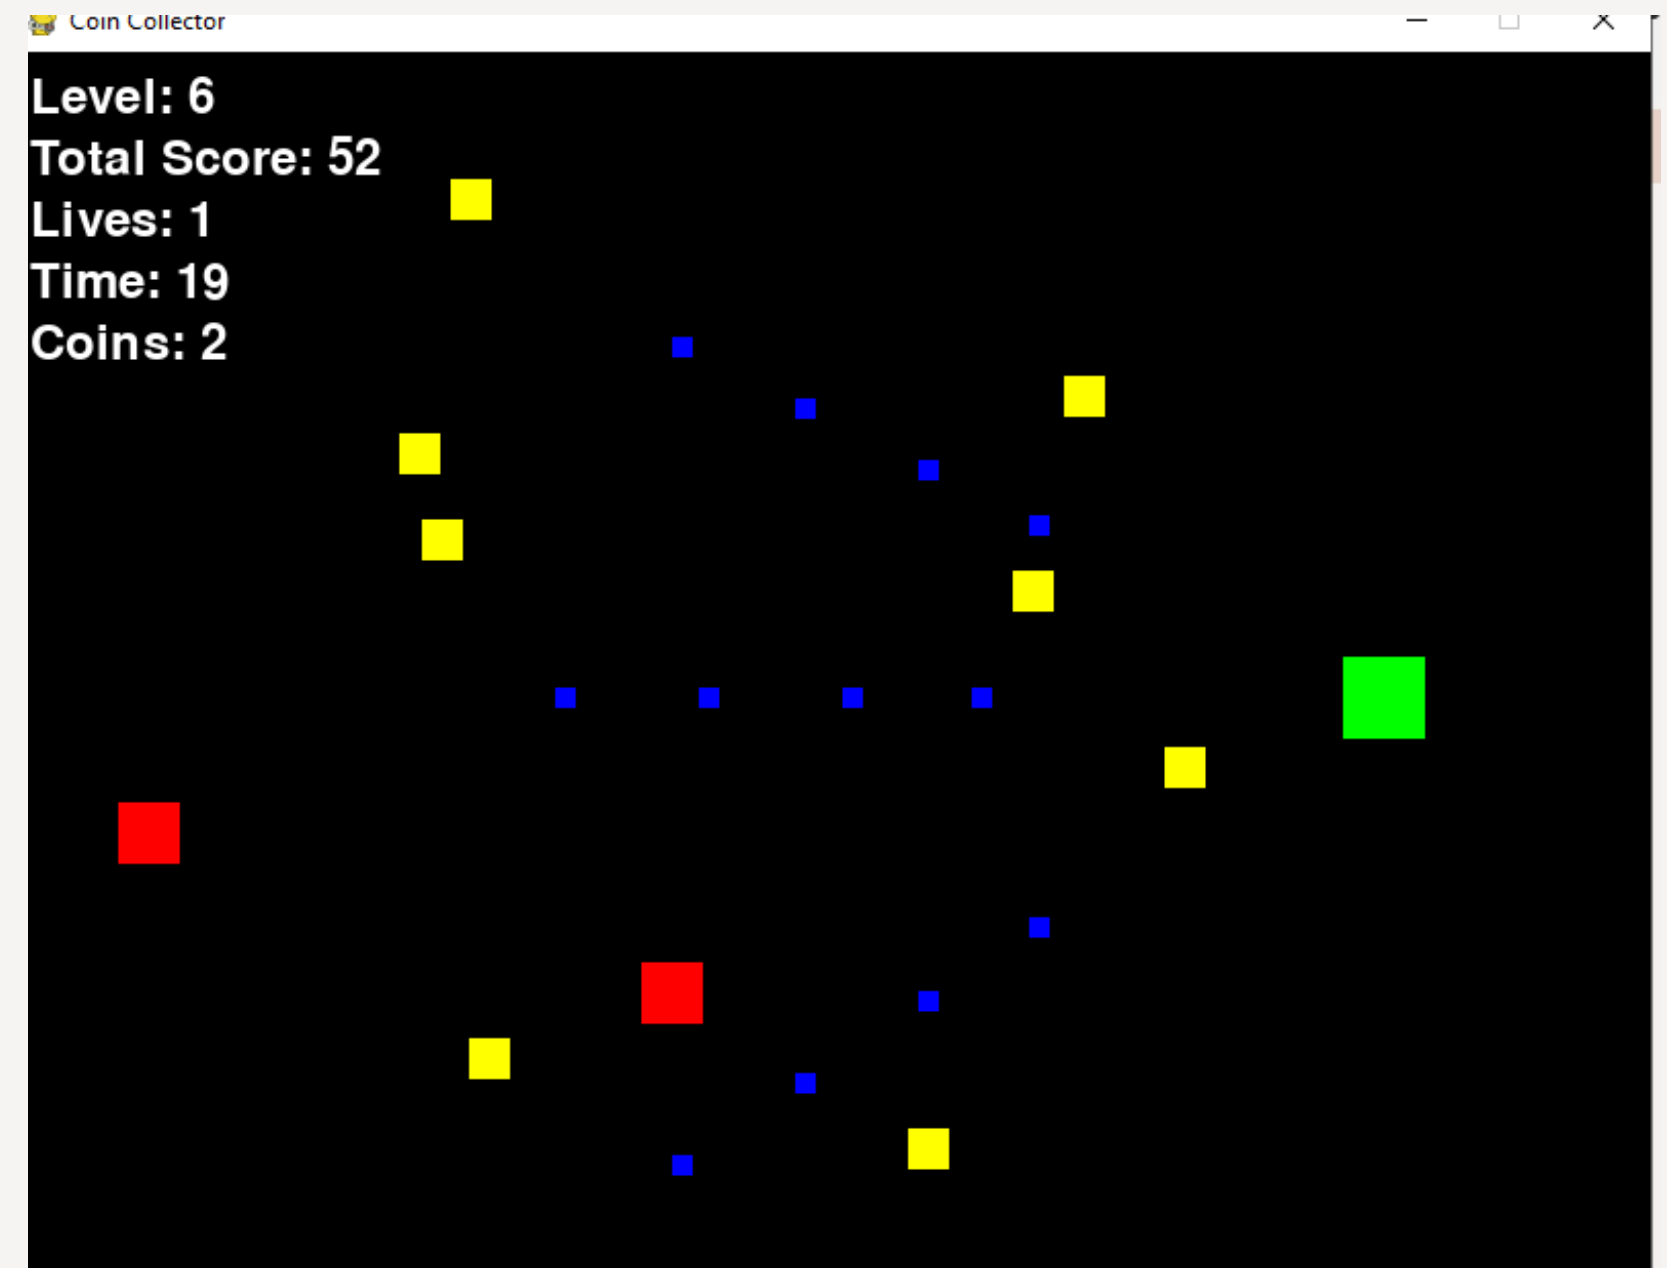 Coin Collector
Level: 6
Total Score: 52
Lives: 1
Time: 19
Coins: 2